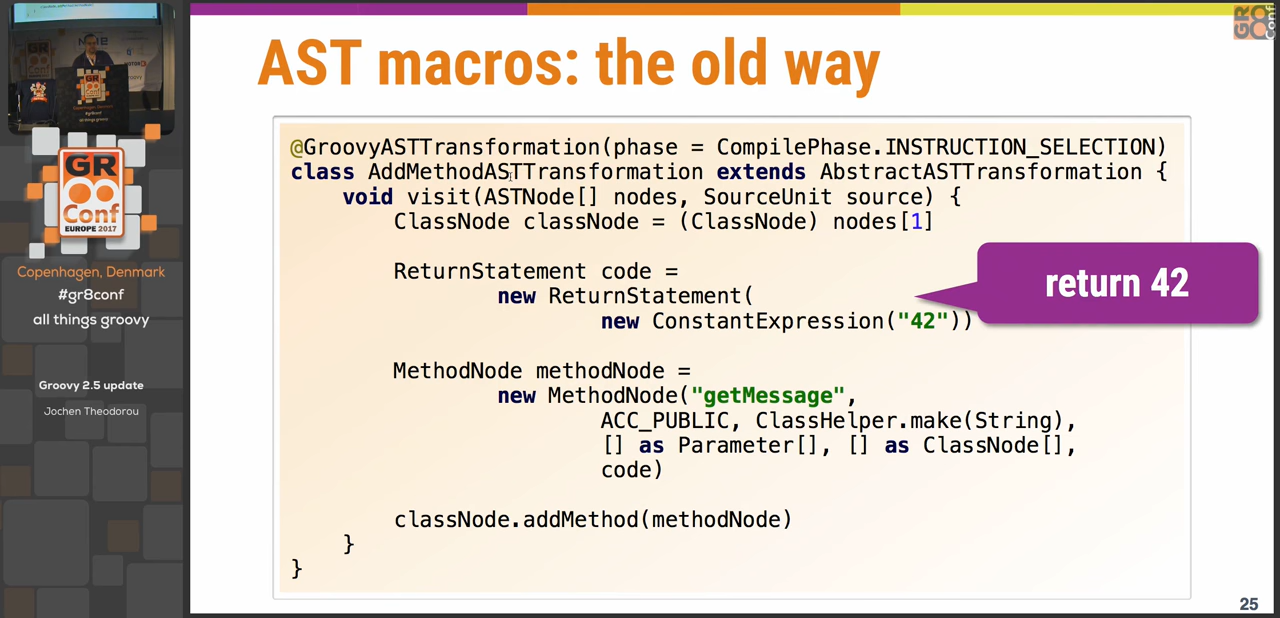 AST macros: the old way
@GroovyASTTransformation(phase = CompilePhase.INSTRUCTION_SELECTION)
class AddMethodASTTransformation extends AbstractASTTransformation {
void visit(ASTNode[] nodes, SourceUnit source) {
ClassNode classNode = (ClassNode) nodes[1]
ReturnStatement code =
new ReturnStatement(
new ConstantExpression("42"))
return 42
MethodNode methodNode =
new MethodNode("getMessage",
ACC_PUBLIC, ClassHelper.make(String),
[] as Parameter[], [] as ClassNode[],
code)
classNode.addMethod(methodNode)
}
}
25
GR
Conf
EUROPE 2017
Copenhagen, Denmark
#gr8conf
all things groovy
Groovy 2.5 update
Jochen Theodorou
GR
Conf